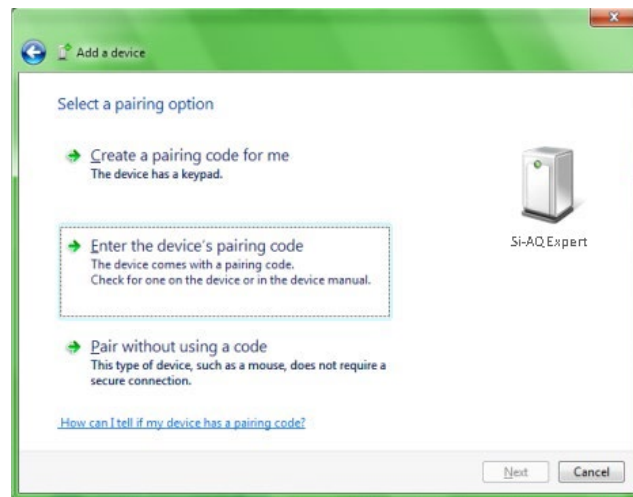 Add a device
Select a pairing option
Create a pairing code for me
The device has a keypad.
Enter the device's pairing code
The device comes with a pairing code.
Check for one on the device or in the device manual.
Si-AQ Expert
Pair without using a code
This type of device, such as a mouse, does not require a
secure connection.
How can I tell if my device has a pairing code?
Next
Cancel